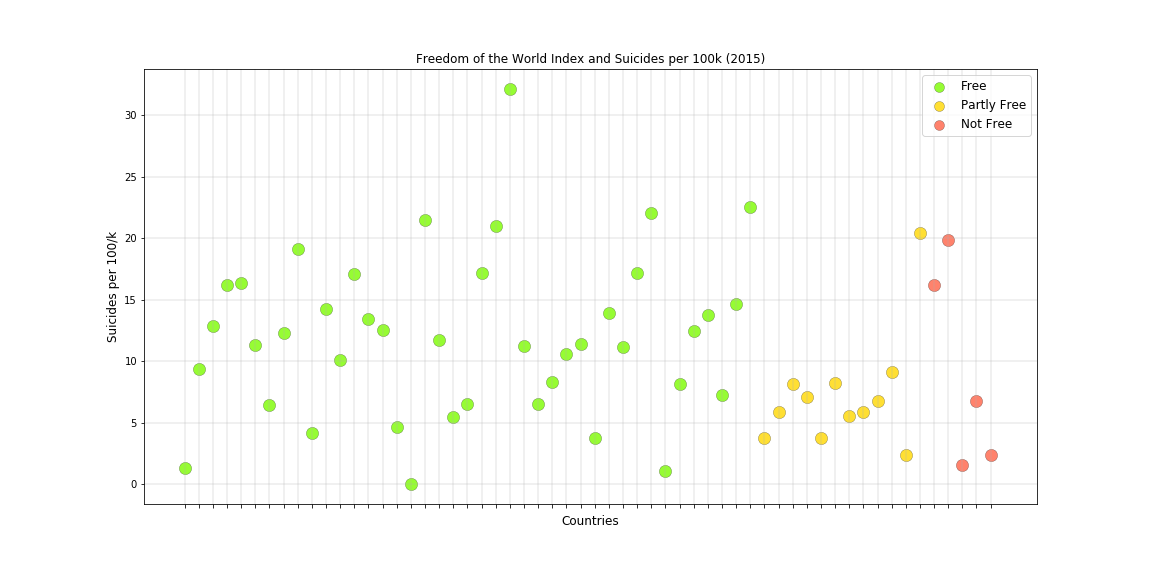 Freedom of the World Index and Suicides per 100k (2015)
Free
Partly Free
Not Free
30
25
20
15
10
5
0
Suicides per 100/k
Countries